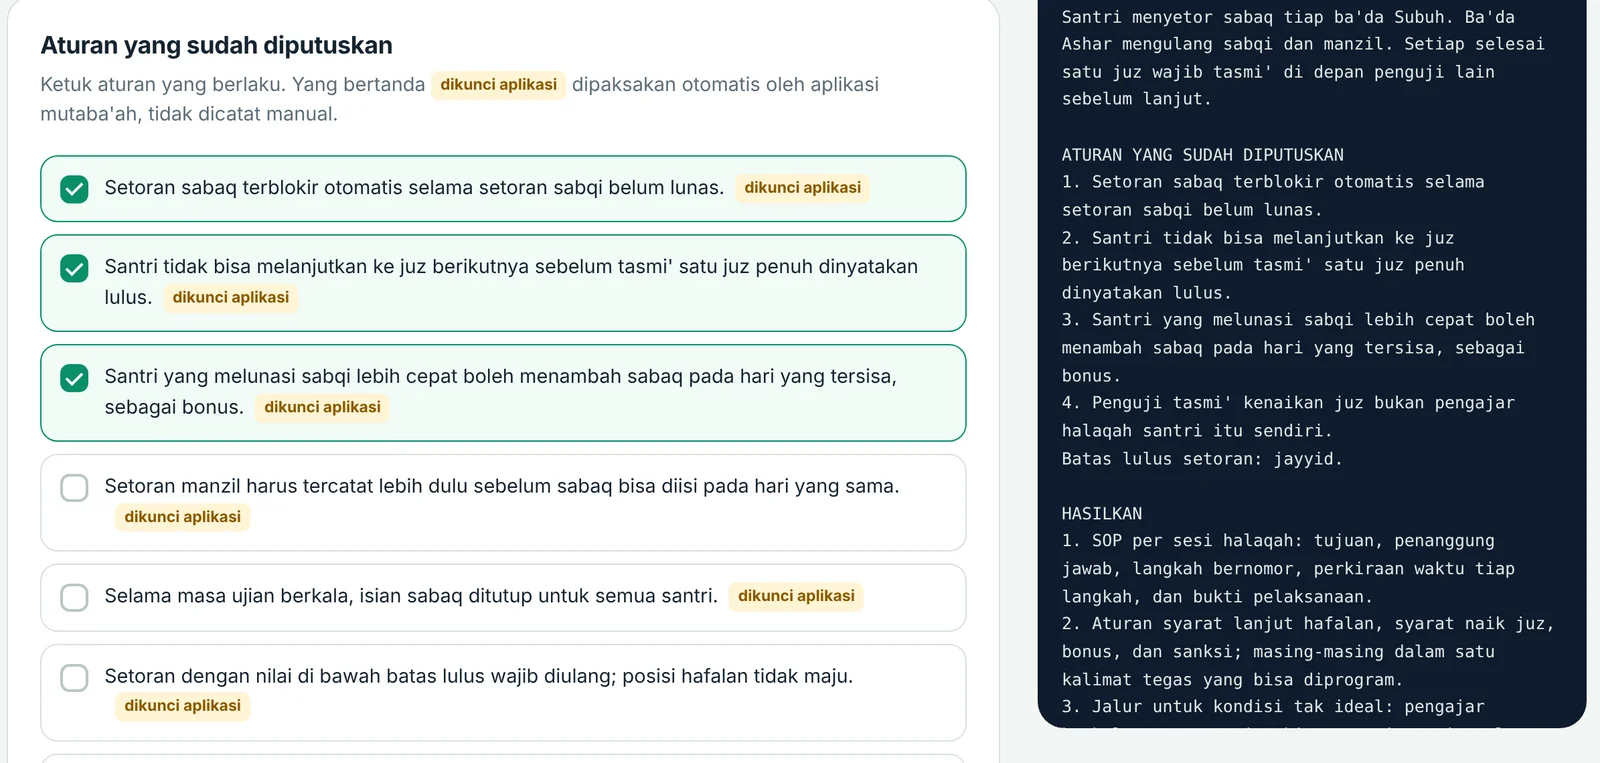 Aturan yang sudah diputuskan
Ketuk aturan yang berlaku. Yang bertanda dikunci aplikasi dipaksakan otomatis oleh aplikasi
mutaba'ah, tidak dicatat manual.
Setoran sabaq terblokir otomatis selama setoran sabqi belum lunas. dikunci aplikasi
Santri tidak bisa melanjutkan ke juz berikutnya sebelum tasmi' satu juz penuh dinyatakan
lulus. dikunci aplikasi
Santri yang melunasi sabqi lebih cepat boleh menambah sabaq pada hari yang tersisa,
sebagai bonus. dikunci aplikasi
Setoran manzil harus tercatat lebih dulu sebelum sabaq bisa diisi pada hari yang sama.
dikunci aplikasi
Selama masa ujian berkala, isian sabaq ditutup untuk semua santri. dikunci aplikasi
Setoran dengan nilai di bawah batas lulus wajib diulang; posisi hafalan tidak maju.
dikunci aplikasi
Santri menyetor sabaq tiap ba'da Subuh. Ba'da
Ashar mengulang sabqi dan manzil. Setiap selesai
satu juz wajib tasmi' di depan penguji lain
sebelum lanjut.
ATURAN YANG SUDAH DIPUTUSKAN
1. Setoran sabaq terblokir otomatis selama
setoran sabqi belum lunas.
2. Santri tidak bisa melanjutkan ke juz
berikutnya sebelum tasmi' satu juz penuh
dinyatakan lulus.
3. Santri yang melunasi sabqi lebih cepat boleh
menambah sabaq pada hari yang tersisa, sebagai
bonus.
4. Penguji tasmi' kenaikan juz bukan pengajar
halaqah santri itu sendiri.
Batas lulus setoran: jayyid.
HASILKAN
1. SOP per sesi halaqah: tujuan, penanggung
jawab, langkah bernomor, perkiraan waktu tiap
langkah, dan bukti pelaksanaan.
2. Aturan syarat lanjut hafalan, syarat naik juz,
bonus, dan sanksi; masing-masing dalam satu
kalimat tegas yang bisa diprogram.
3. Jalur untuk kondisi tak ideal: pengajar